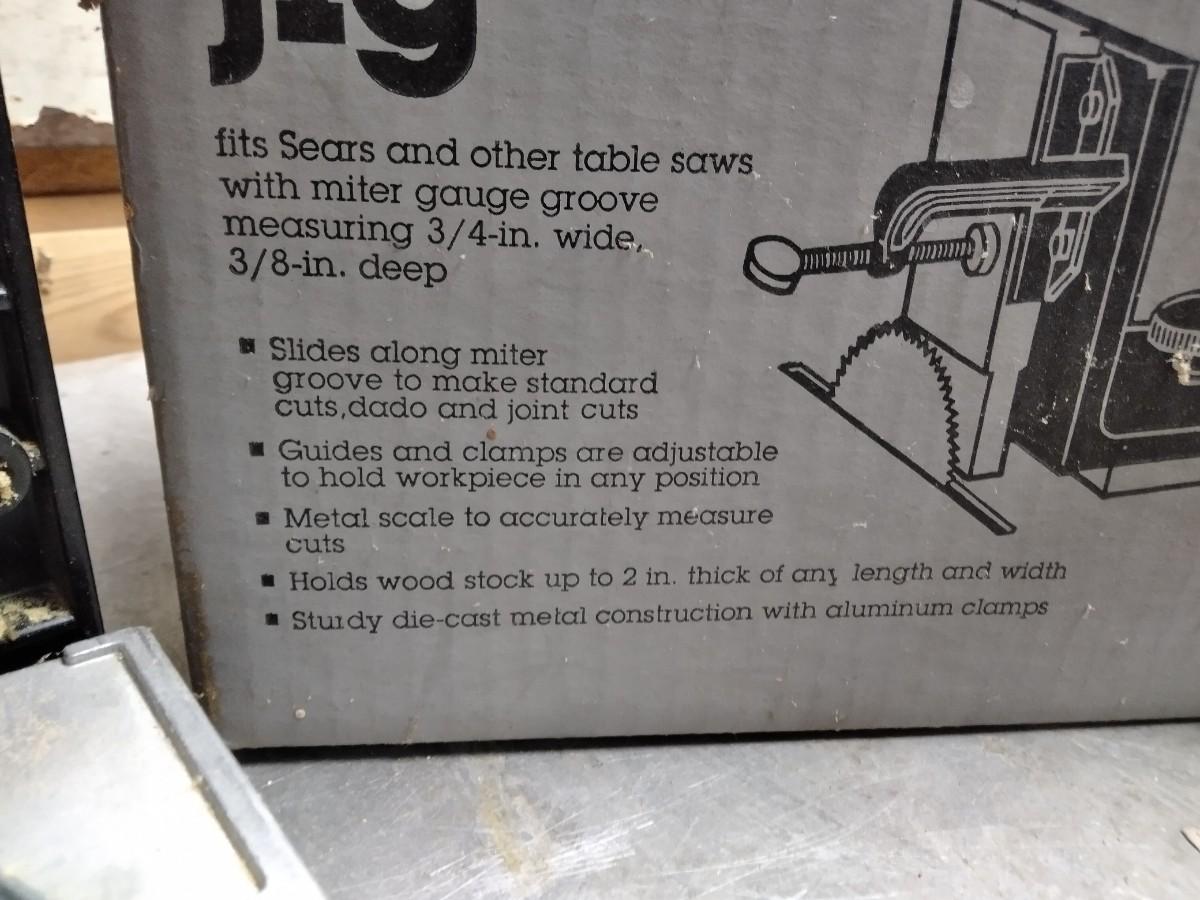 jig
fits Sears and other table saws
with miter gauge groove
measuring 3/4-in. wide,
3/8-in. deep
▪ Slides along miter
groove to make standard
cuts,dado and joint cuts
▪ Guides and clamps are adjustable
to hold workpiece in any position
▪ Metal scale to accurately measure
cuts
▪ Holds wood stock up to 2 in. thick of any length and width
▪ Sturdy die-cast metal construction with aluminum clamps